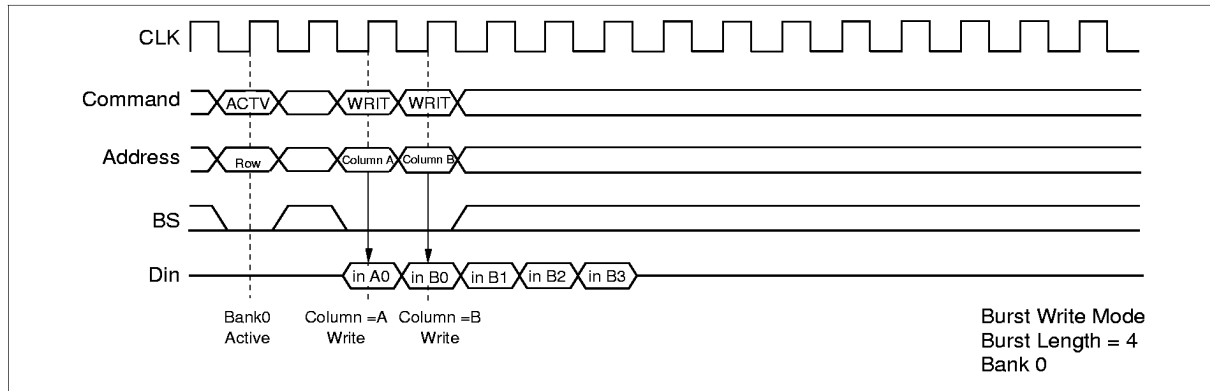 CLK
Command ACTV WRIT WRIT
Address Row Column A Column B
BS
Din in A0 in B0 in B1 in B2 in B3
Bank0 Column =A Column =B
Active Write Write
Burst Write Mode
Burst Length = 4
Bank 0